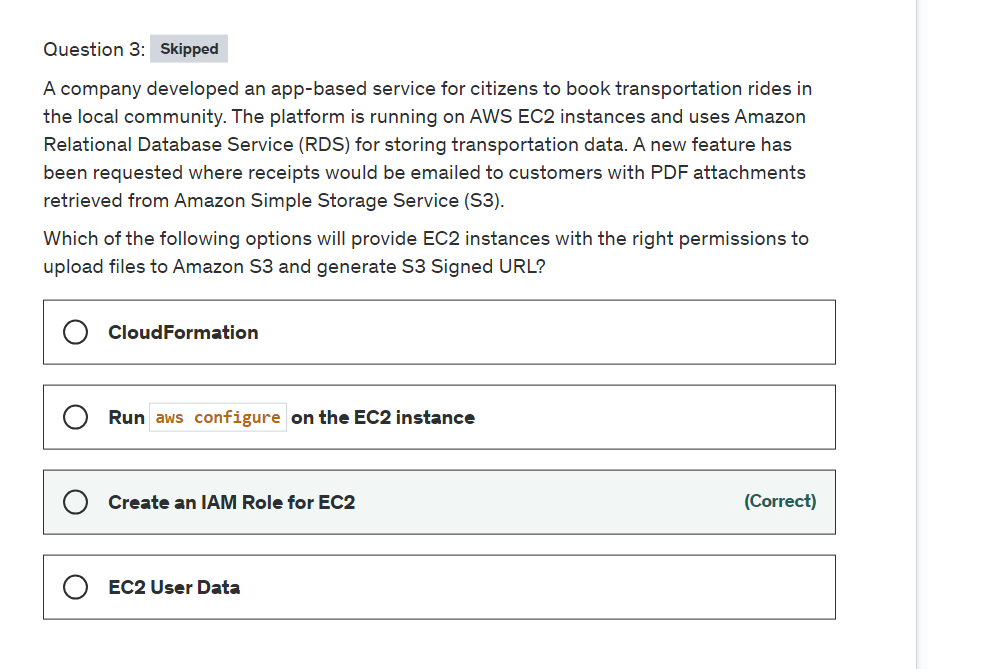 Question 3: Skipped
A company developed an app-based service for citizens to book transportation rides in
the local community. The platform is running on AWS EC2 instances and uses Amazon
Relational Database Service (RDS) for storing transportation data. A new feature has
been requested where receipts would be emailed to customers with PDF attachments
retrieved from Amazon Simple Storage Service (S3).
Which of the following options will provide EC2 instances with the right permissions to
upload files to Amazon S3 and generate S3 Signed URL?
CloudFormation
Run aws configure on the EC2 instance
Create an IAM Role for EC2 (Correct)
EC2 User Data